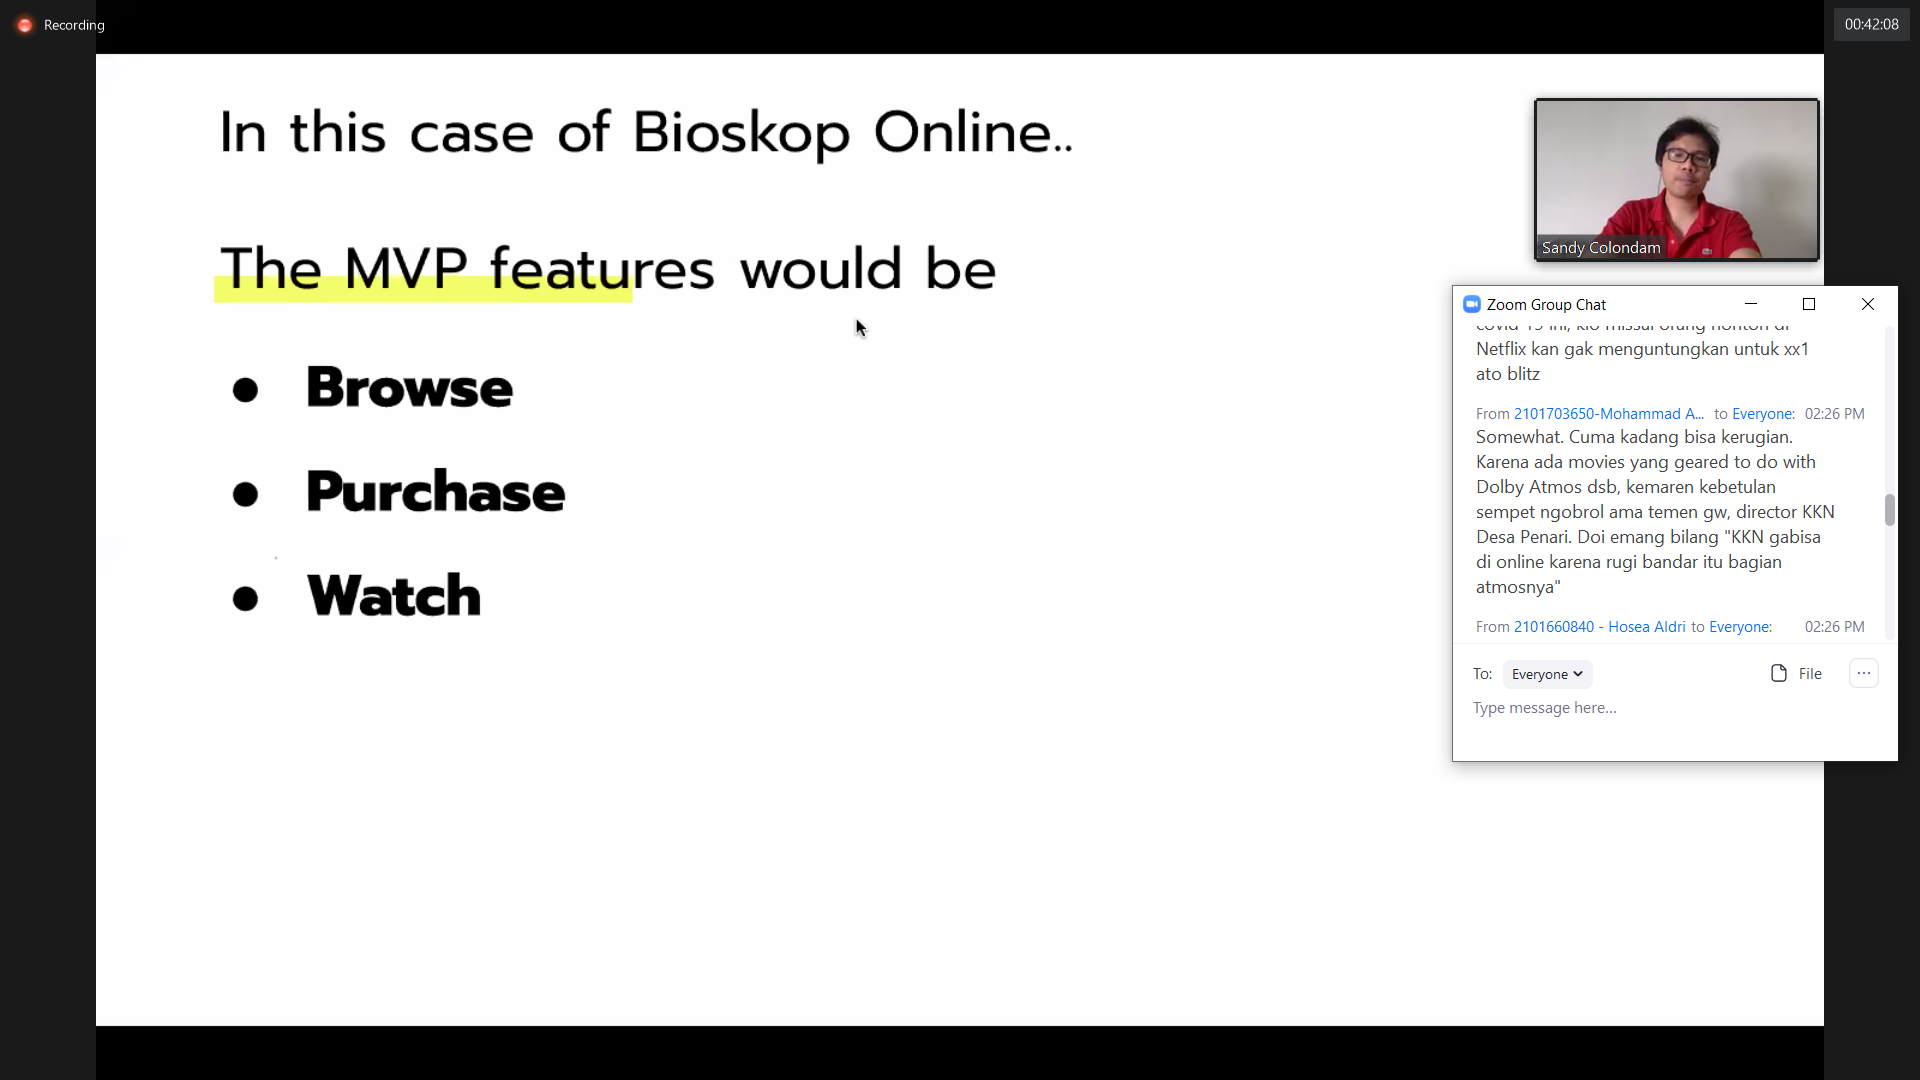 Recording
00:42:08
In this case of Bioskop Online..
The MVP features would be
● Browse
● Purchase
● Watch
Sandy Colondam
Zoom Group Chat
Netflix kan gak menguntungkan untuk xx1
ato blitz
From 2101703650-Mohammad A... to Everyone: 02:26 PM
Somewhat. Cuma kadang bisa kerugian.
Karena ada movies yang geared to do with
Dolby Atmos dsb, kemaren kebetulan
sempet ngobrol ama temen gw, director KKN
Desa Penari. Doi emang bilang "KKN gabisa
di online karena rugi bandar itu bagian
atmosnya"
From 2101660840 - Hosea Aldri to Everyone: 02:26 PM
To: Everyone File
Type message here...